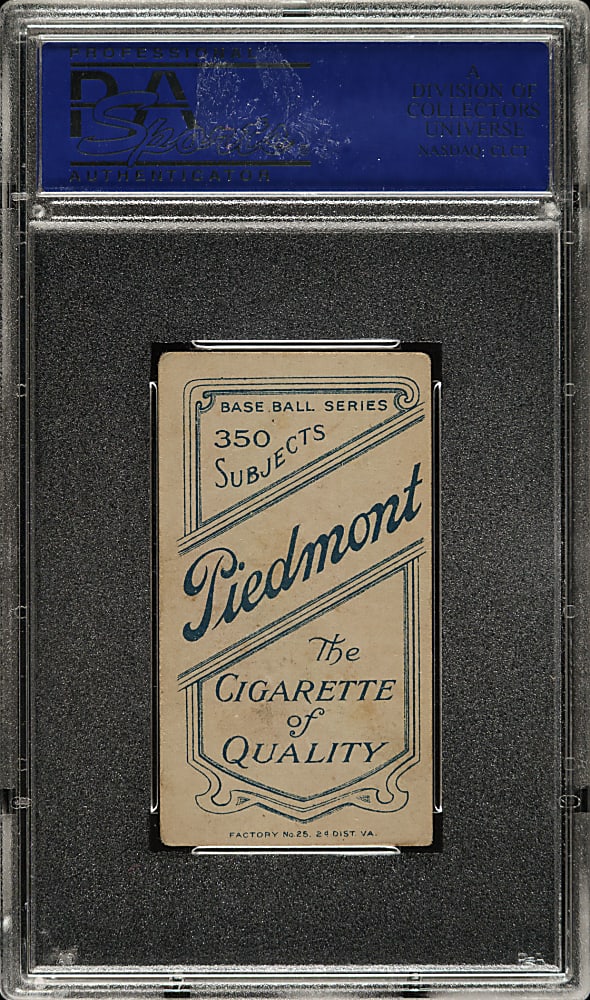 PROFESSIONAL
PSA
Sports
AUTHENTICATOR
A
DIVISION OF
COLLECTORS
UNIVERSE
NASDAQ: CLCT
BASE BALL SERIES
350
SUBJECTS
Piedmont
The
CIGARETTE
of
QUALITY
FACTORY No. 25, 2d DIST. VA.